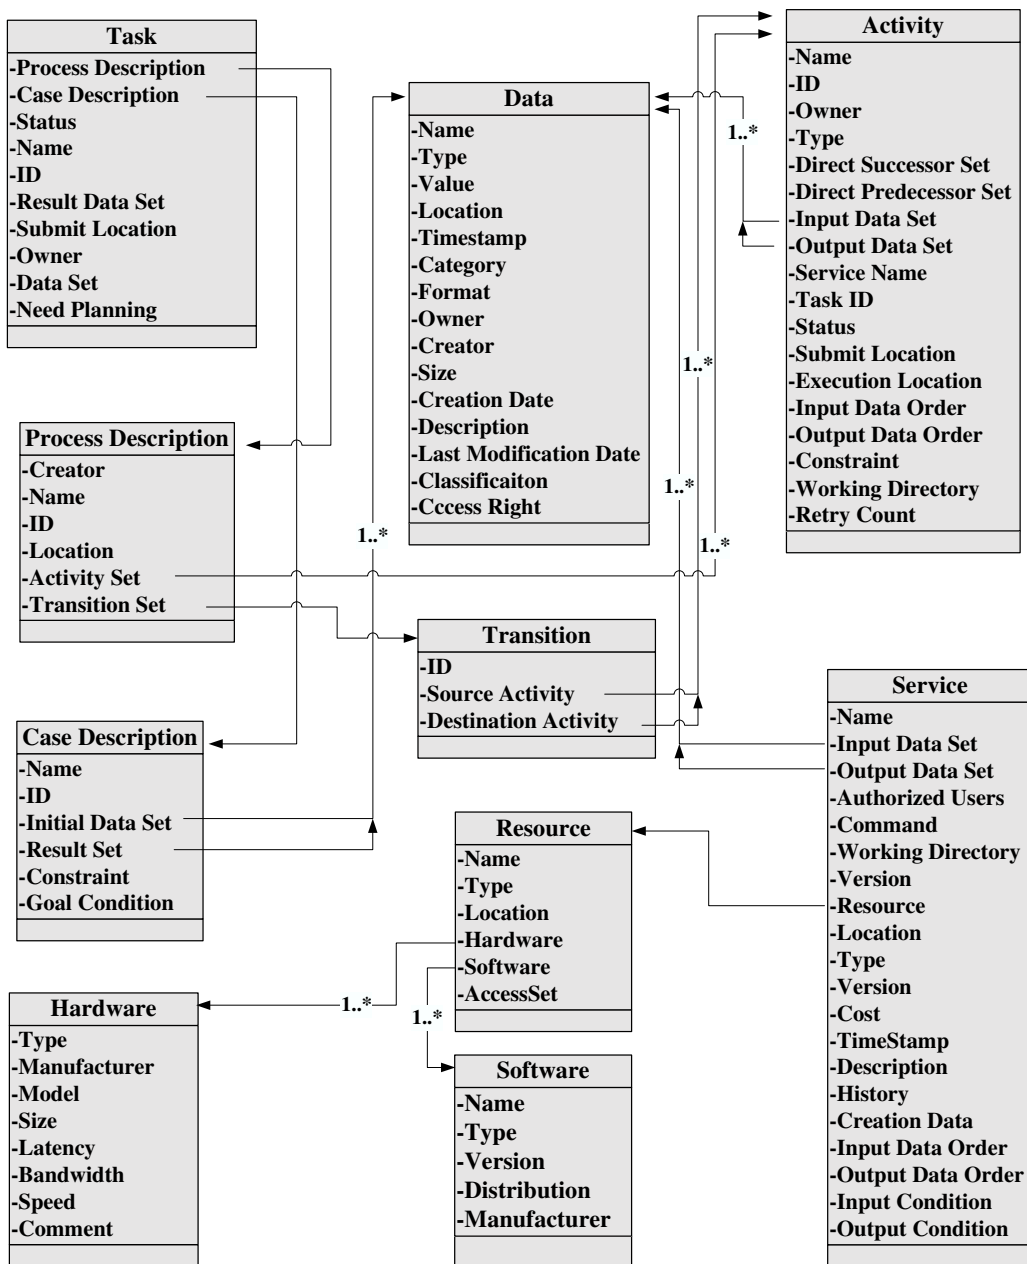 Task
-Process Description
-Case Description
-Status
-Name
-ID
-Result Data Set
-Submit Location
-Owner
-Data Set
-Need Planning
Data
-Name
-Type
-Value
-Location
-Timestamp
-Category
-Format
-Owner
-Creator
-Size
-Creation Date
-Description
-Last Modification Date
-Classificaiton
-Cccess Right
Activity
-Name
-ID
-Owner
-Type
-Direct Successor Set
-Direct Predecessor Set
-Input Data Set
-Output Data Set
-Service Name
-Task ID
-Status
-Submit Location
-Execution Location
-Input Data Order
-Output Data Order
-Constraint
-Working Directory
-Retry Count
1..*
1..*
1..*
1..*
1..*
Process Description
-Creator
-Name
-ID
-Location
-Activity Set
-Transition Set
Transition
-ID
-Source Activity
-Destination Activity
Case Description
-Name
-ID
-Initial Data Set
-Result Set
-Constraint
-Goal Condition
Resource
-Name
-Type
-Location
-Hardware
-Software
-AccessSet
Service
-Name
-Input Data Set
-Output Data Set
-Authorized Users
-Command
-Working Directory
-Version
-Resource
-Location
-Type
-Version
-Cost
-TimeStamp
-Description
-History
-Creation Data
-Input Data Order
-Output Data Order
-Input Condition
-Output Condition
1..*
1..*
Hardware
-Type
-Manufacturer
-Model
-Size
-Latency
-Bandwidth
-Speed
-Comment
Software
-Name
-Type
-Version
-Distribution
-Manufacturer